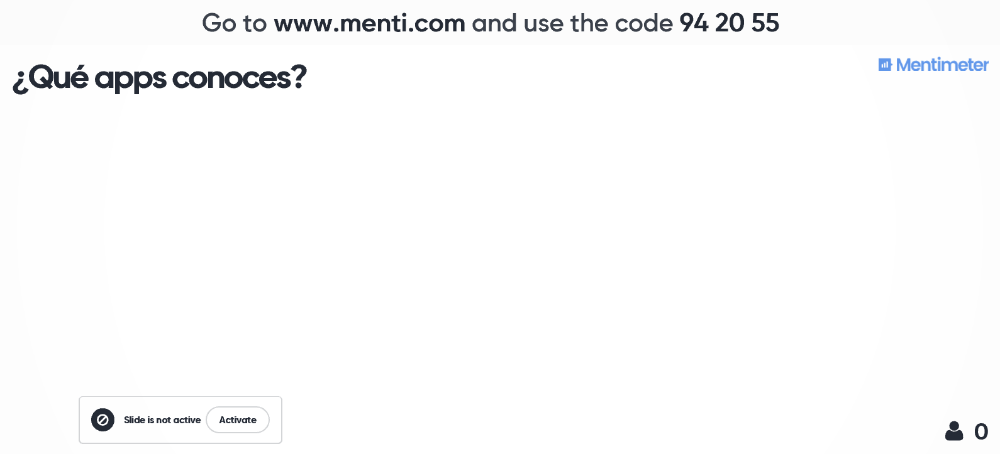 Go to www.menti.com and use the code 94 20 55
¿Qué apps conoces?
Mentimeter
Slide is not active
Activate
0